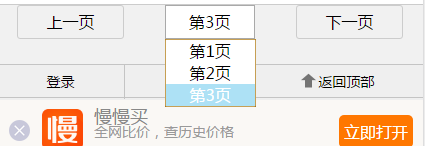 上一页 第3页 下一页
第1页
第2页
第3页
登录 返回顶部
慢 慢慢买
全网比价，查历史价格
立即打开